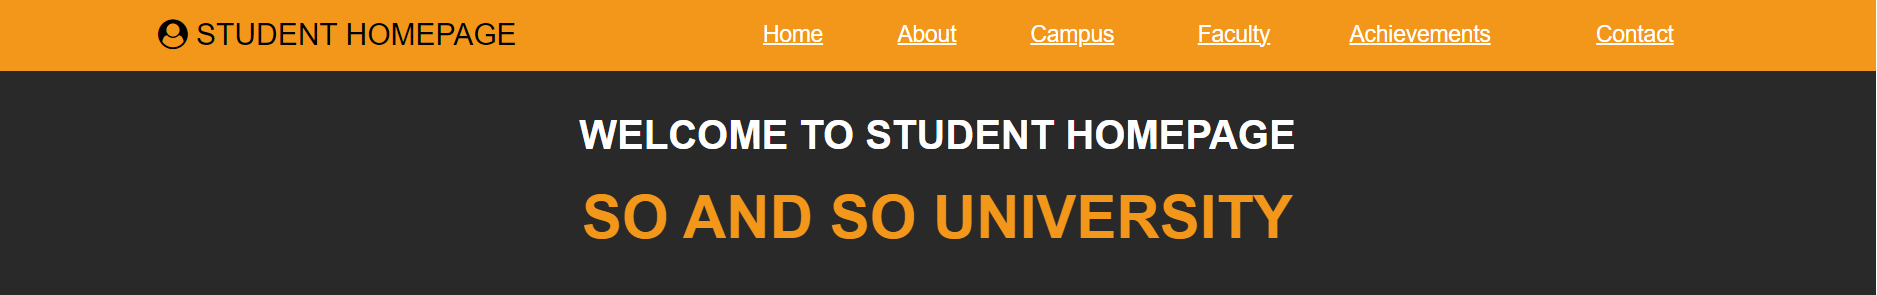 STUDENT HOMEPAGE Home About Campus Faculty Achievements Contact
WELCOME TO STUDENT HOMEPAGE
SO AND SO UNIVERSITY